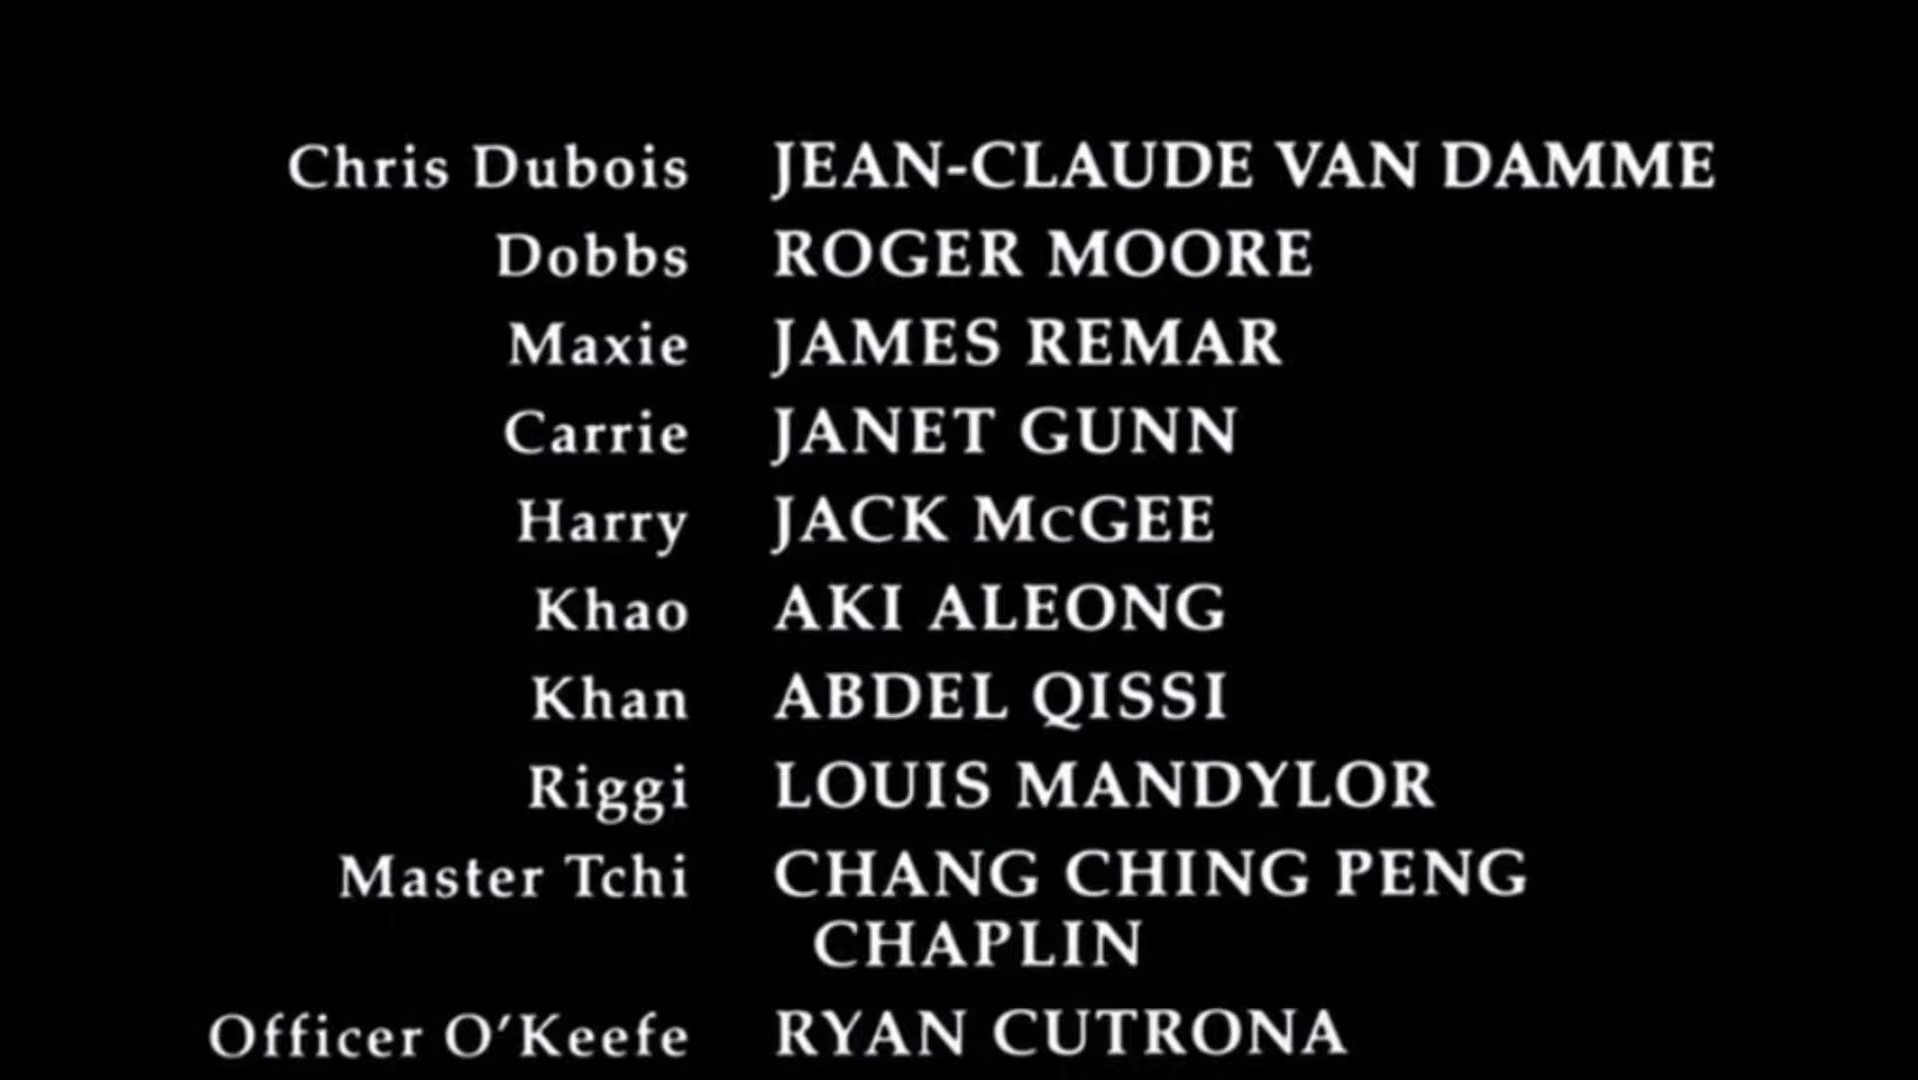 Chris Dubois JEAN-CLAUDE VAN DAMME
Dobbs ROGER MOORE
Maxie JAMES REMAR
Carrie JANET GUNN
Harry JACK McGEE
Khao AKI ALEONG
Khan ABDEL QISSI
Riggi LOUIS MANDYLOR
Master Tchi CHANG CHING PENG
CHAPLIN
Officer O'Keefe RYAN CUTRONA